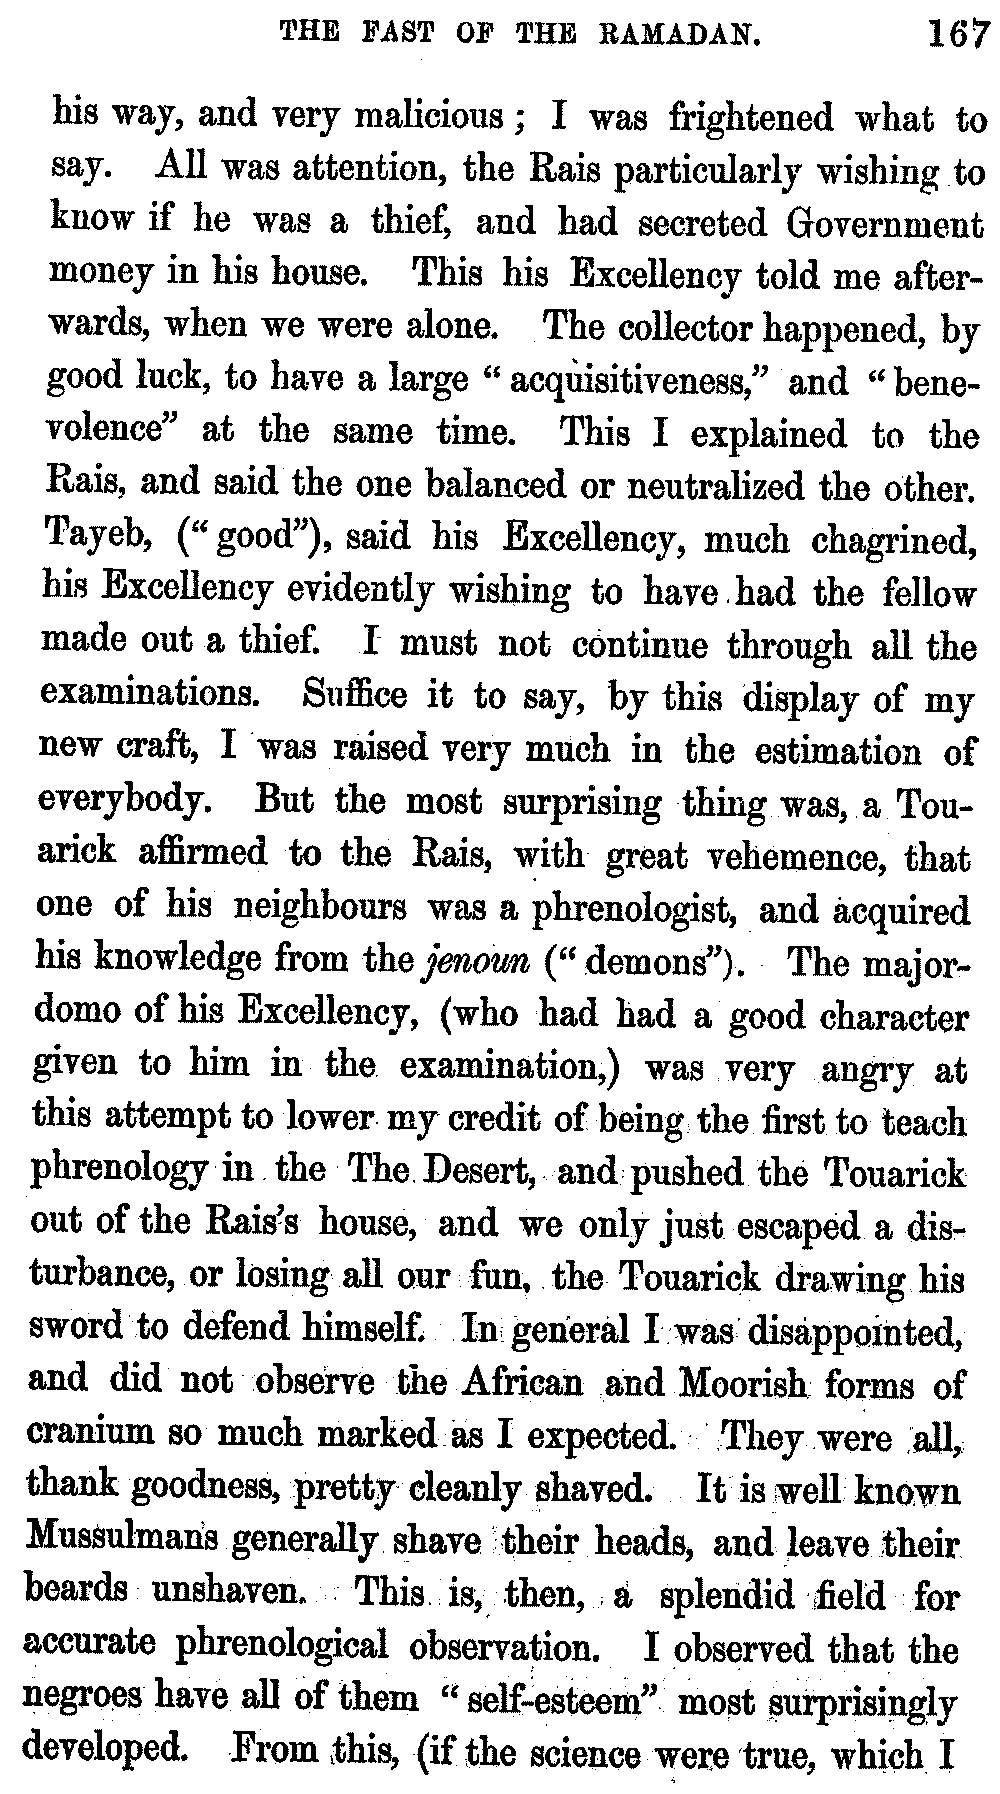 THE FAST OF THE RAMADAN. 167
his way, and very malicious; I was frightened what to
say. All was attention, the Rais particularly wishing to
know if he was a thief, and had secreted Government
money in his house. This his Excellency told me after-
wards, when we were alone. The collector happened, by
good luck, to have a large “acquisitiveness,” and “bene-
volence” at the same time. This I explained to the
Rais, and said the one balanced or neutralized the other.
Tayeb, (“good”), said his Excellency, much chagrined,
his Excellency evidently wishing to have had the fellow
made out a thief. I must not continue through all the
examinations. Suffice it to say, by this display of my
new craft, I was raised very much in the estimation of
everybody. But the most surprising thing was, a Tou-
arick affirmed to the Rais, with great vehemence, that
one of his neighbours was a phrenologist, and acquired
his knowledge from the jenoun (“demons”). The major-
domo of his Excellency, (who had had a good character
given to him in the examination,) was very angry at
this attempt to lower my credit of being the first to teach
phrenology in the The Desert, and pushed the Touarick
out of the Rais’s house, and we only just escaped a dis-
turbance, or losing all our fun, the Touarick drawing his
sword to defend himself. In general I was disappointed,
and did not observe the African and Moorish forms of
cranium so much marked as I expected. They were all,
thank goodness, pretty cleanly shaved. It is well known
Mussulmans generally shave their heads, and leave their
beards unshaven. This is, then, a splendid field for
accurate phrenological observation. I observed that the
negroes have all of them “self-esteem” most surprisingly
developed. From this, (if the science were true, which I